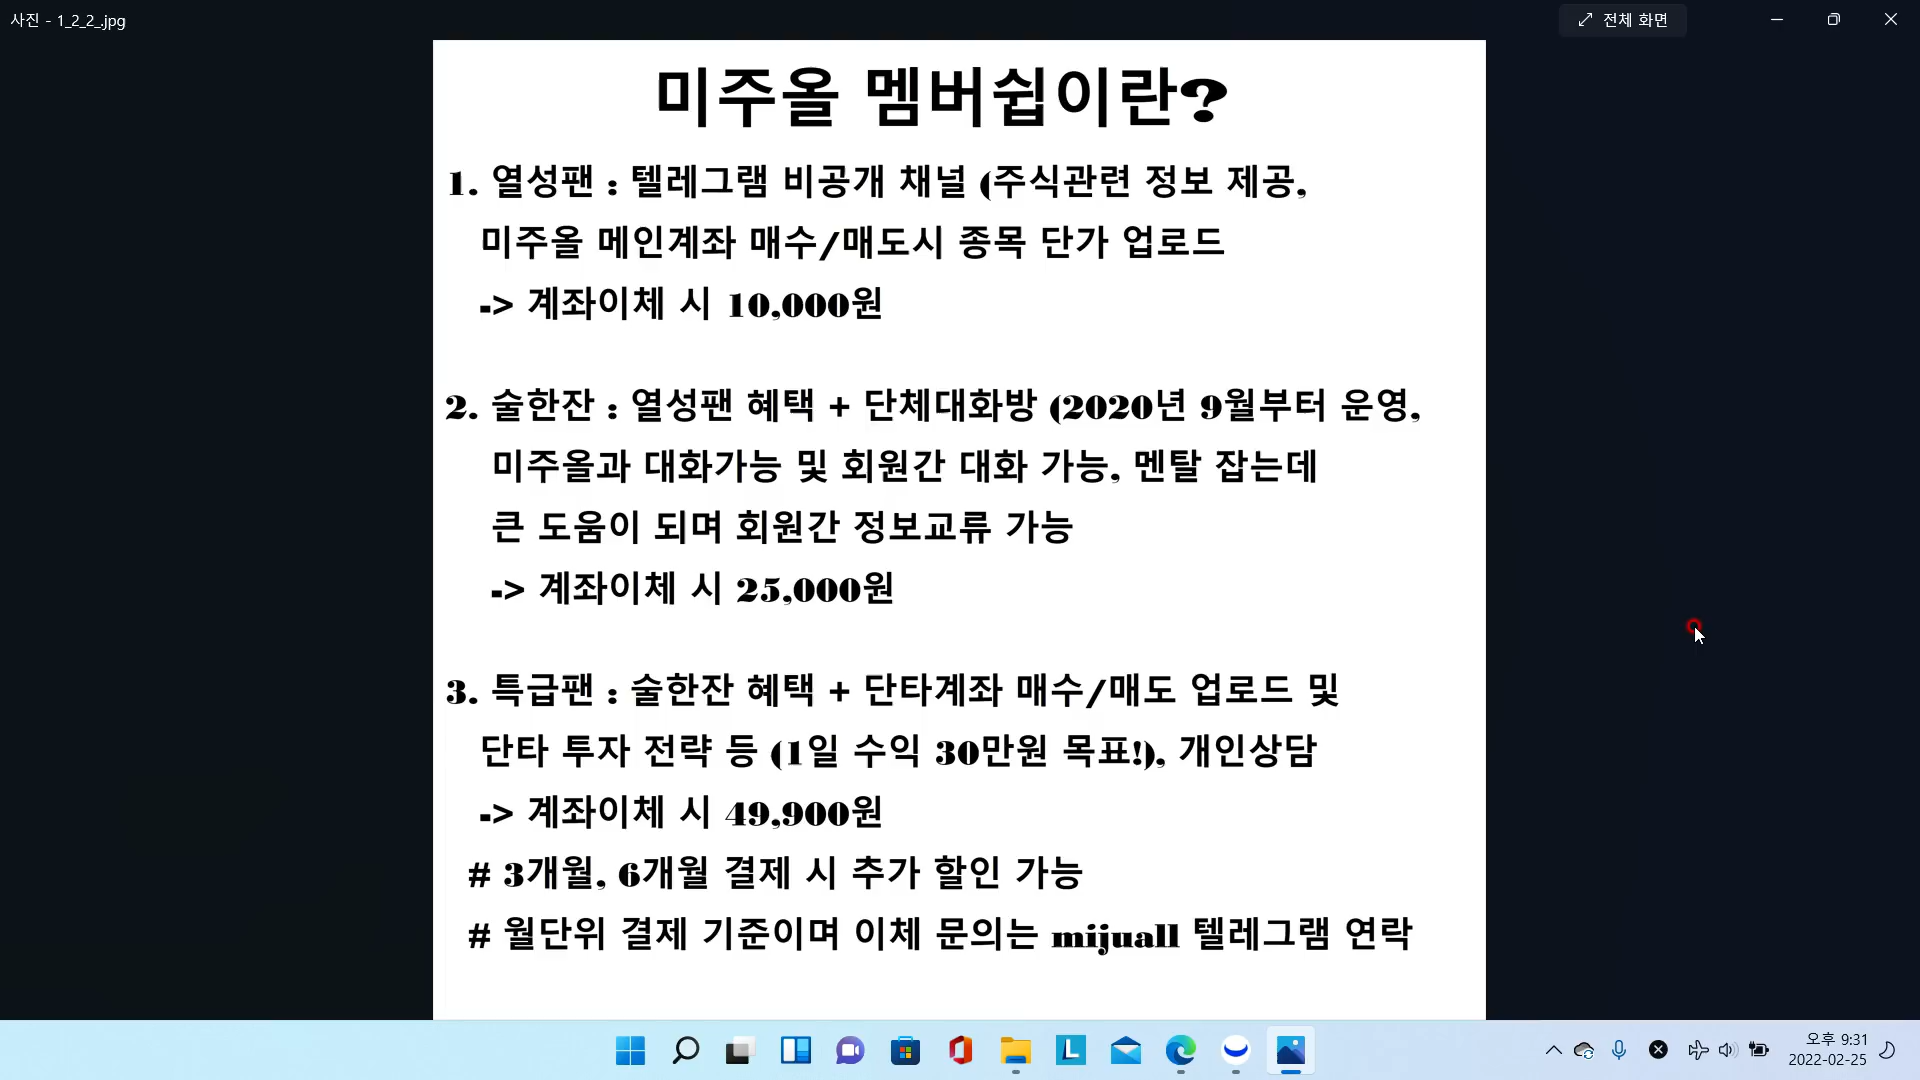 사진 - 1_2_2_.jpg
전체 화면
미주올 멤버쉽이란?
1. 열성팬 : 텔레그램 비공개 채널 (주식관련 정보 제공,
미주올 메인계좌 매수/매도시 종목 단가 업로드
-> 계좌이체 시 10,000원
2. 술한잔 : 열성팬 혜택 + 단체대화방 (2020년 9월부터 운영,
미주올과 대화가능 및 회원간 대화 가능, 멘탈 잡는데
큰 도움이 되며 회원간 정보교류 가능
-> 계좌이체 시 25,000원
3. 특급팬 : 술한잔 혜택 + 단타계좌 매수/매도 업로드 및
단타 투자 전략 등 (1일 수익 30만원 목표!), 개인상담
-> 계좌이체 시 49,900원
# 3개월, 6개월 결제 시 추가 할인 가능
# 월단위 결제 기준이며 이체 문의는 mijuall 텔레그램 연락
L
오후 9:31
2022-02-25